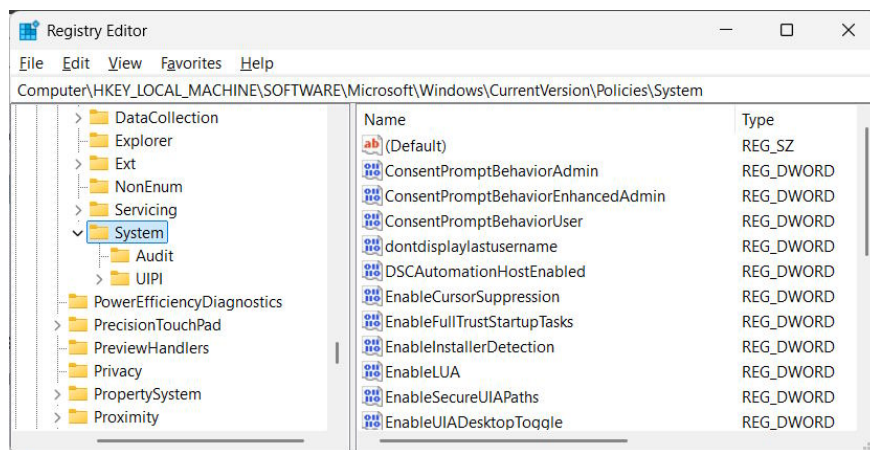 Registry Editor
File Edit View Favorites Help
Computer\HKEY_LOCAL_MACHINE\SOFTWARE\Microsoft\Windows\CurrentVersion\Policies\System
DataCollection
Explorer
Ext
NonEnum
Servicing
System
Audit
UIPI
PowerEfficiencyDiagnostics
PrecisionTouchPad
PreviewHandlers
Privacy
PropertySystem
Proximity
Name Type
(Default) REG_SZ
ConsentPromptBehaviorAdmin REG_DWORD
ConsentPromptBehaviorEnhancedAdmin REG_DWORD
ConsentPromptBehaviorUser REG_DWORD
dontdisplaylastusername REG_DWORD
DSCAutomationHostEnabled REG_DWORD
EnableCursorSuppression REG_DWORD
EnableFullTrustStartupTasks REG_DWORD
EnableInstallerDetection REG_DWORD
EnableLUA REG_DWORD
EnableSecureUIAPaths REG_DWORD
EnableUIADesktopToggle REG_DWORD